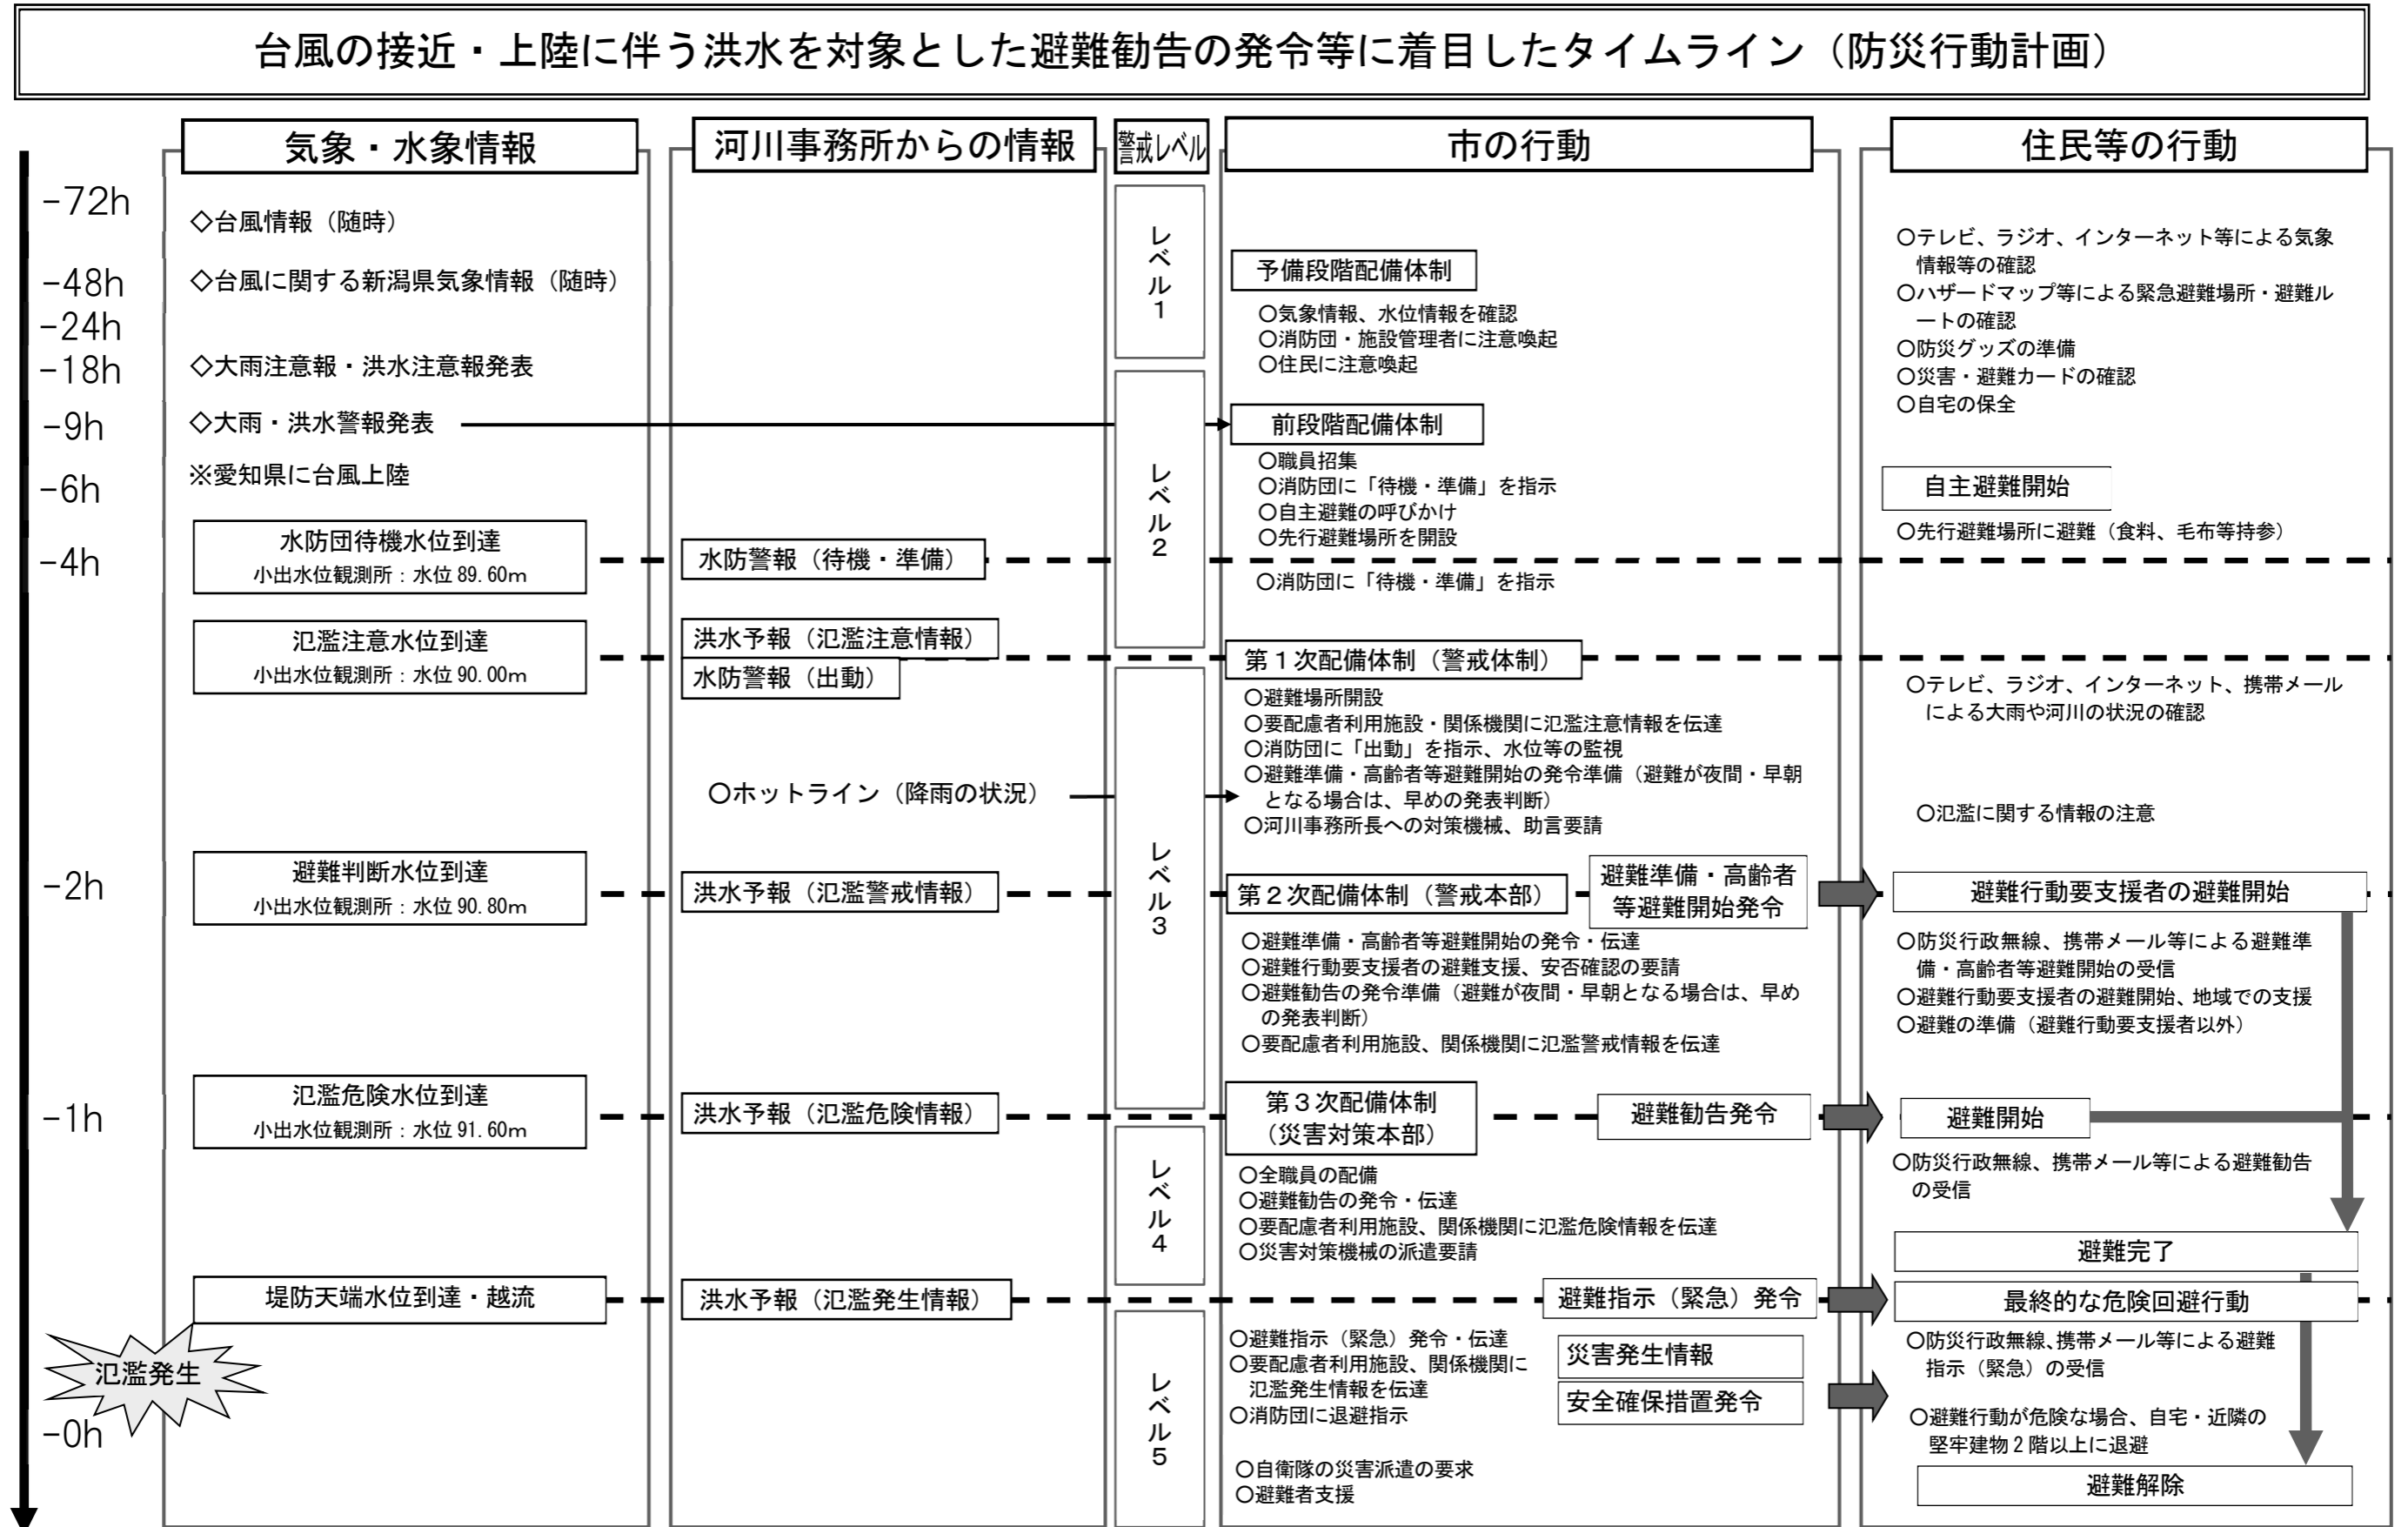 台風の接近・上陸に伴う洪水を対象とした避難勧告の発令等に着目したタイムライン（防災行動計画）
気象・水象情報
河川事務所からの情報
警戒レベル
市の行動
住民等の行動
-72h
-48h
-24h
-18h
-9h
-6h
-4h
-2h
-1h
-0h
◇台風情報（随時）
◇台風に関する新潟県気象情報（随時）
◇大雨注意報・洪水注意報発表
◇大雨・洪水警報発表
※愛知県に台風上陸
水防団待機水位到達
小出水位観測所：水位 89.60m
氾濫注意水位到達
小出水位観測所：水位 90.00m
避難判断水位到達
小出水位観測所：水位 90.80m
氾濫危険水位到達
小出水位観測所：水位 91.60m
堤防天端水位到達・越流
氾濫発生
水防警報（待機・準備）
洪水予報（氾濫注意情報）
水防警報（出動）
○ホットライン（降雨の状況）
洪水予報（氾濫警戒情報）
洪水予報（氾濫危険情報）
洪水予報（氾濫発生情報）
レベル１
レベル２
レベル３
レベル４
レベル５
予備段階配備体制
○気象情報、水位情報を確認
○消防団・施設管理者に注意喚起
○住民に注意喚起
前段階配備体制
○職員招集
○消防団に「待機・準備」を指示
○自主避難の呼びかけ
○先行避難場所を開設
○消防団に「待機・準備」を指示
第１次配備体制（警戒体制）
○避難場所開設
○要配慮者利用施設・関係機関に氾濫注意情報を伝達
○消防団に「出動」を指示、水位等の監視
○避難準備・高齢者等避難開始の発令準備（避難が夜間・早朝
となる場合は、早めの発表判断）
○河川事務所長への対策機械、助言要請
第２次配備体制（警戒本部）
避難準備・高齢者
等避難開始発令
○避難準備・高齢者等避難開始の発令・伝達
○避難行動要支援者の避難支援、安否確認の要請
○避難勧告の発令準備（避難が夜間・早朝となる場合は、早め
の発表判断）
○要配慮者利用施設、関係機関に氾濫警戒情報を伝達
第３次配備体制
（災害対策本部）
避難勧告発令
○全職員の配備
○避難勧告の発令・伝達
○要配慮者利用施設、関係機関に氾濫危険情報を伝達
○災害対策機械の派遣要請
避難指示（緊急）発令
○避難指示（緊急）発令・伝達
○要配慮者利用施設、関係機関に
氾濫発生情報を伝達
○消防団に退避指示
災害発生情報
安全確保措置発令
○自衛隊の災害派遣の要求
○避難者支援
○テレビ、ラジオ、インターネット等による気象
情報等の確認
○ハザードマップ等による緊急避難場所・避難ル
ートの確認
○防災グッズの準備
○災害・避難カードの確認
○自宅の保全
自主避難開始
○先行避難場所に避難（食料、毛布等持参）
○テレビ、ラジオ、インターネット、携帯メール
による大雨や河川の状況の確認
○氾濫に関する情報の注意
避難行動要支援者の避難開始
○防災行政無線、携帯メール等による避難準
備・高齢者等避難開始の受信
○避難行動要支援者の避難開始、地域での支援
○避難の準備（避難行動要支援者以外）
避難開始
○防災行政無線、携帯メール等による避難勧告
の受信
避難完了
最終的な危険回避行動
○防災行政無線、携帯メール等による避難
指示（緊急）の受信
○避難行動が危険な場合、自宅・近隣の
堅牢建物２階以上に退避
避難解除